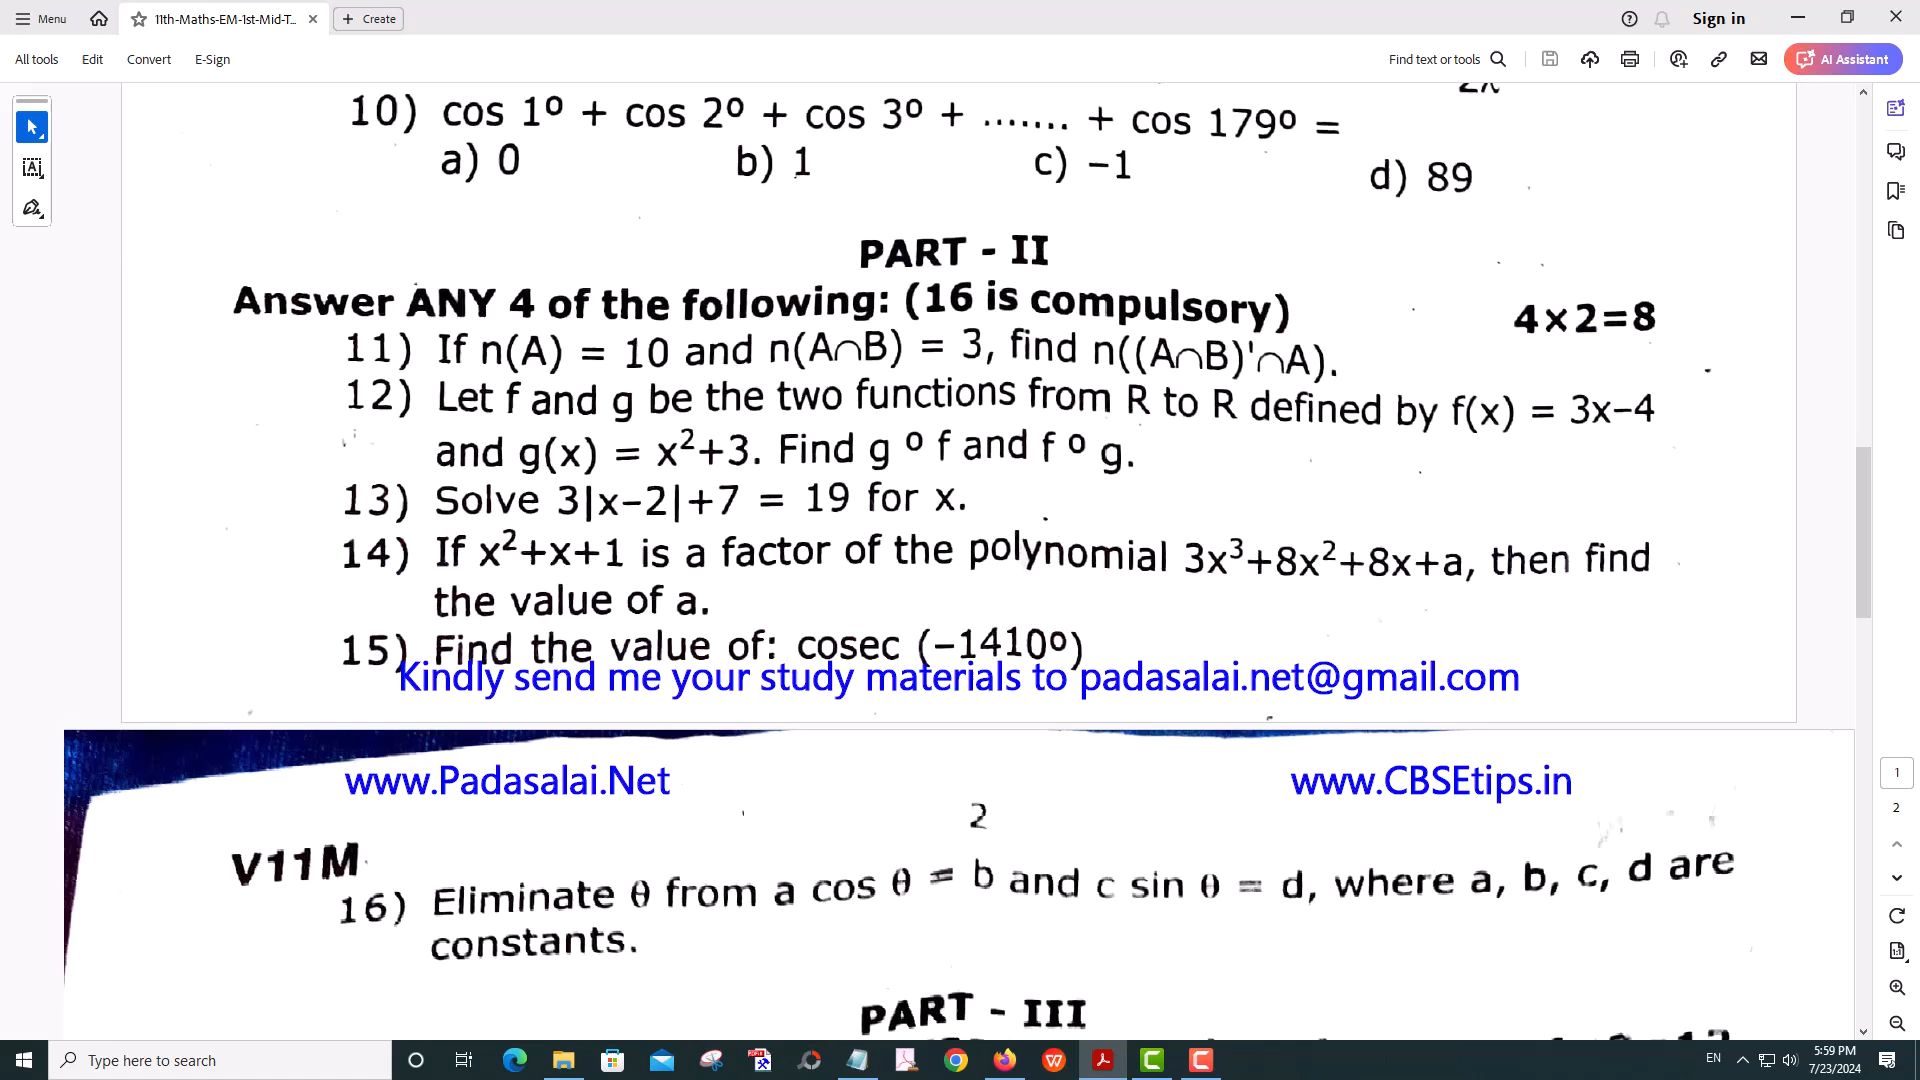 Menu
11th-Maths-EM-1st-Mid-T...
Create
Sign in
All tools
Edit
Convert
E-Sign
Find text or tools
AI Assistant
10) cos 1º + cos 2º + cos 3º + ....... + cos 179º =
a) 0 b) 1 c) −1 d) 89
PART - II
Answer ANY 4 of the following: (16 is compulsory) 4×2=8
11) If n(A) = 10 and n(A∩B) = 3, find n((A∩B)'∩A).
12) Let f and g be the two functions from R to R defined by f(x) = 3x−4
and g(x) = x²+3. Find g º f and f º g.
13) Solve 3|x−2|+7 = 19 for x.
14) If x²+x+1 is a factor of the polynomial 3x³+8x²+8x+a, then find
the value of a.
15) Find the value of: cosec (−1410º)
Kindly send me your study materials to padasalai.net@gmail.com
www.Padasalai.Net www.CBSEtips.in
2
V11M
16) Eliminate θ from a cos θ = b and c sin θ = d, where a, b, c, d are
constants.
PART - III
1
2
Type here to search
EN
5:59 PM
7/23/2024